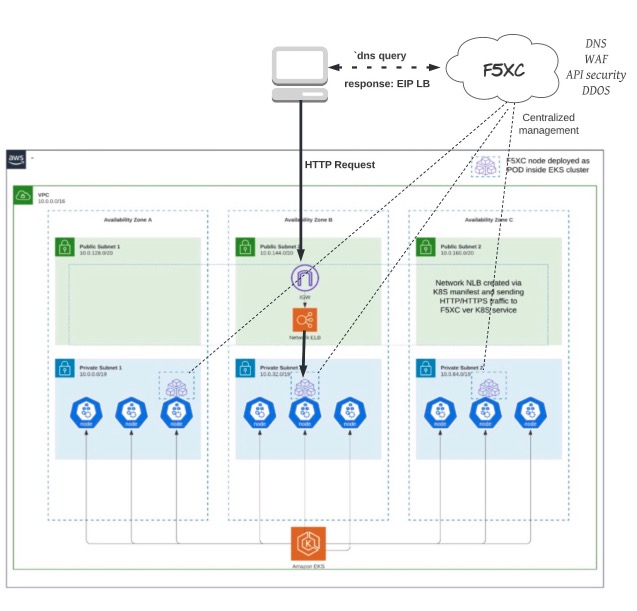 `dns query
response: EIP LB
F5XC
DNS
WAF
API security
DDOS
Centralized
management
HTTP Request
aws
F5XC node deployed as
POD inside EKS cluster
VPC
10.0.0.0/16
Availability Zone A
Availability Zone B
Availability Zone C
Public Subnet 1
10.0.128.0/20
Public Subnet
10.0.144.0/20
Public Subnet 2
10.0.160.0/20
IGW
Network ELB
Network NLB created via
K8S manifest and sending
HTTP/HTTPS traffic to
F5XC ver K8S service
Private Subnet 1
10.0.0.0/19
Private Subnet
10.0.32.0/19
Private Subnet 2
10.0.64.0/19
node
node
node
node
node
node
node
node
node
Amazon EKS